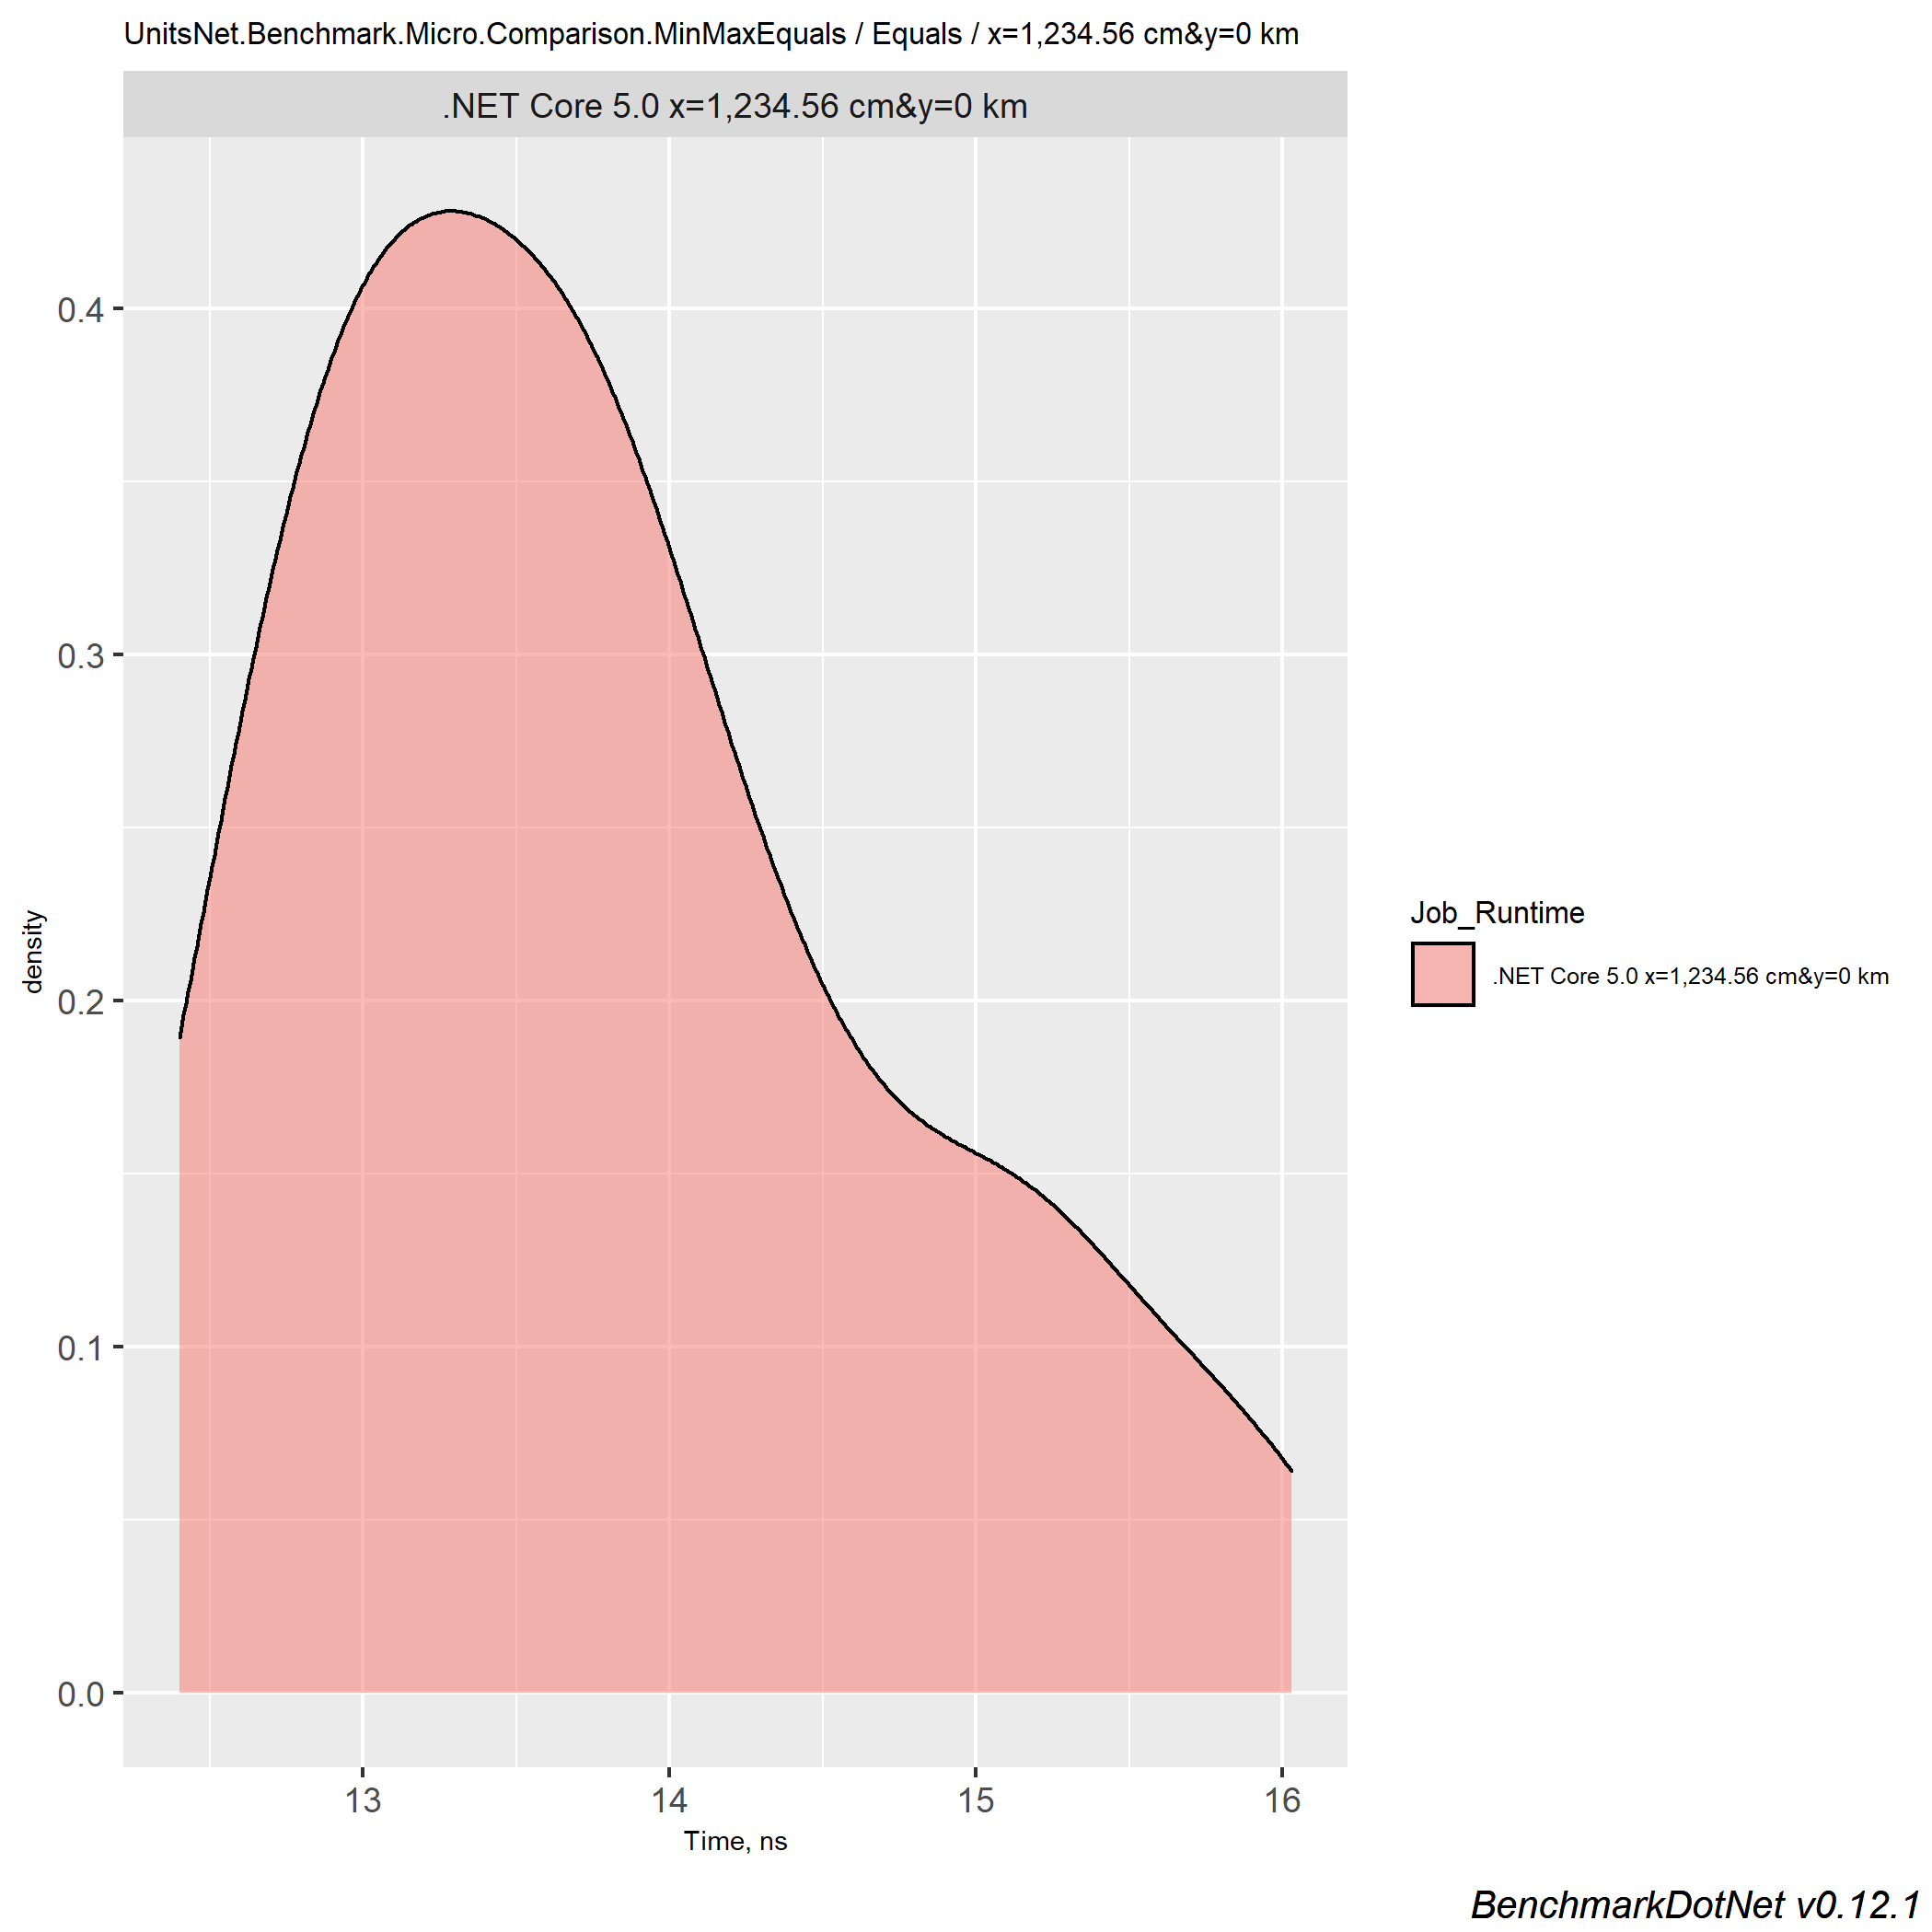 UnitsNet.Benchmark.Micro.Comparison.MinMaxEquals / Equals / x=1,234.56 cm&y=0 km
.NET Core 5.0 x=1,234.56 cm&y=0 km
0.4
0.3
0.2
0.1
0.0
density
13 14 15 16
Time, ns
Job_Runtime
.NET Core 5.0 x=1,234.56 cm&y=0 km
BenchmarkDotNet v0.12.1